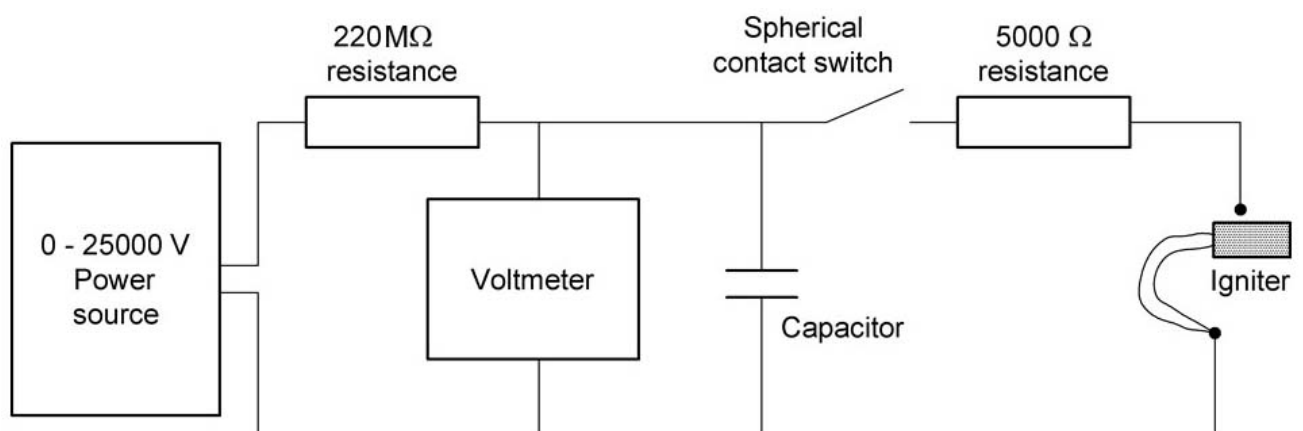 220MΩ
resistance
Spherical
contact switch
5000 Ω
resistance
0 - 25000 V
Power
source
Voltmeter
Capacitor
Igniter